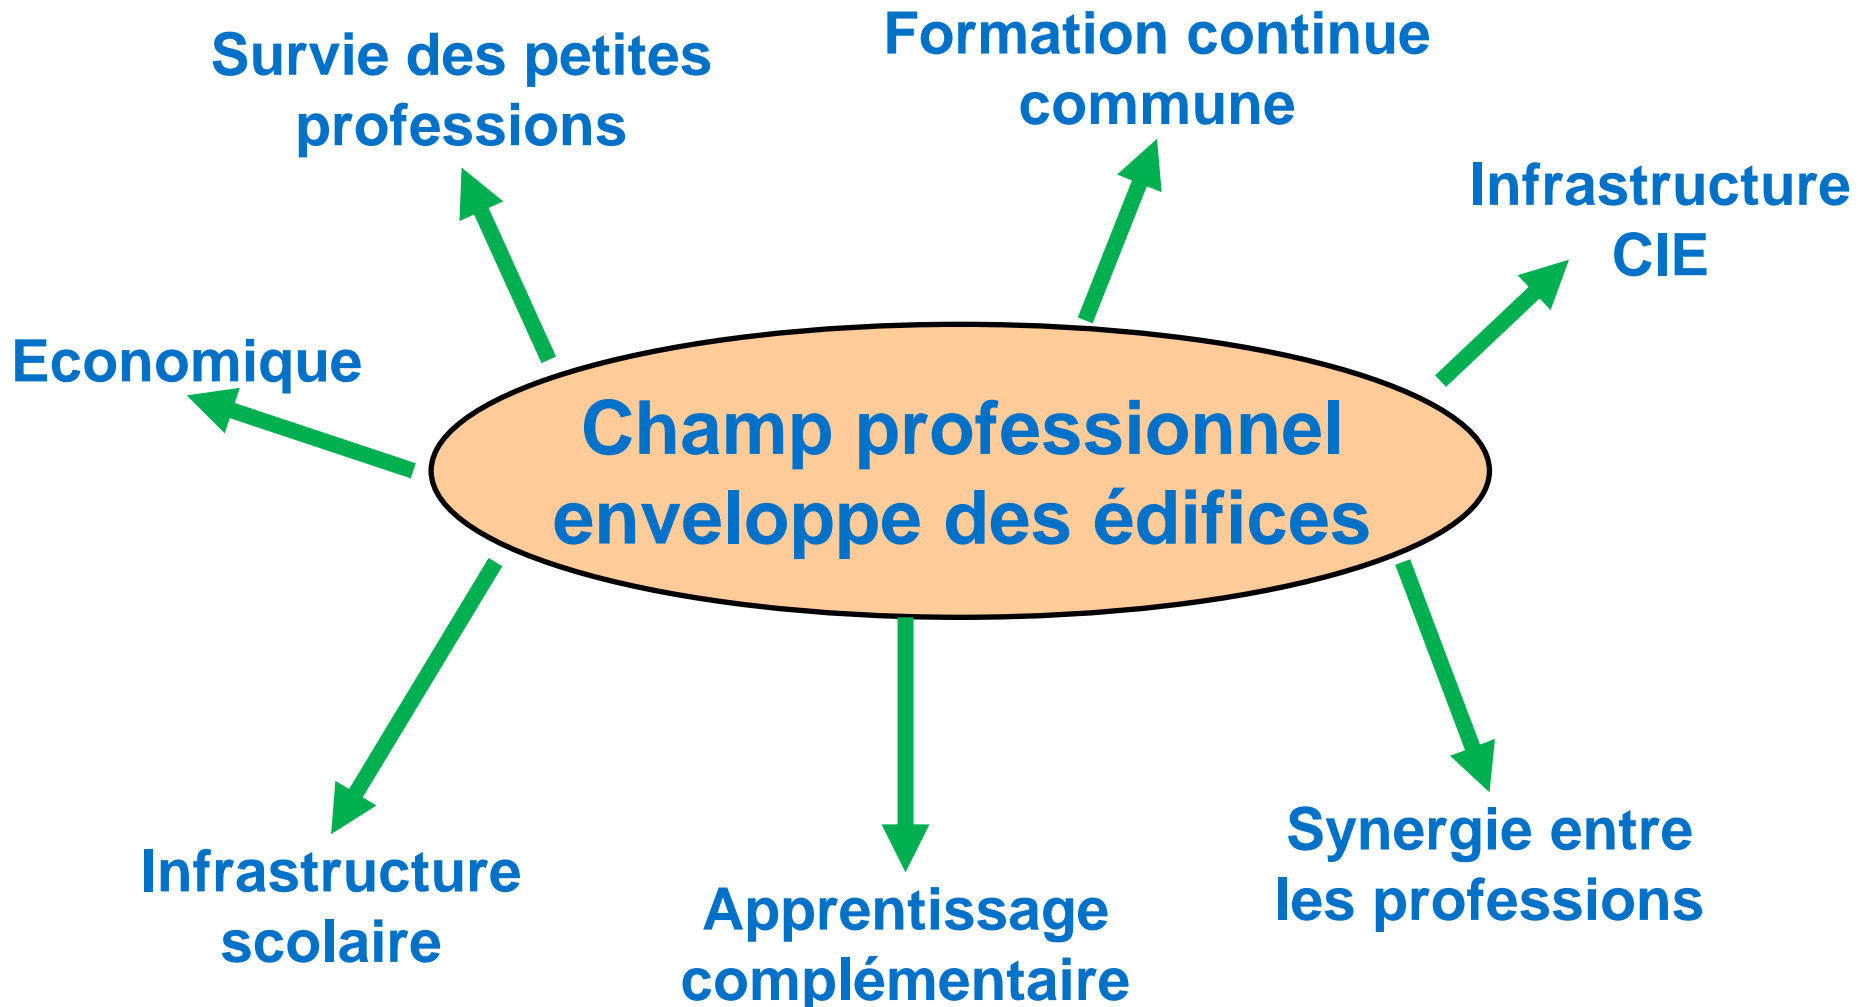 Survie des petites
professions
Formation continue
commune
Infrastructure
CIE
Economique
Champ professionnel
enveloppe des édifices
Infrastructure
scolaire
Apprentissage
complémentaire
Synergie entre
les professions